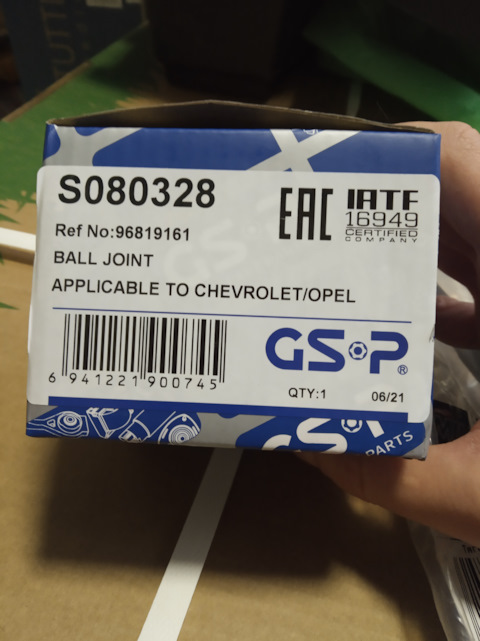 S080328
EAC
IATF
16949
CERTIFIED
COMPANY
Ref No:96819161
BALL JOINT
APPLICABLE TO CHEVROLET/OPEL
GSP®
6 941221 900745
QTY:1
06/21
GSP
PARTS